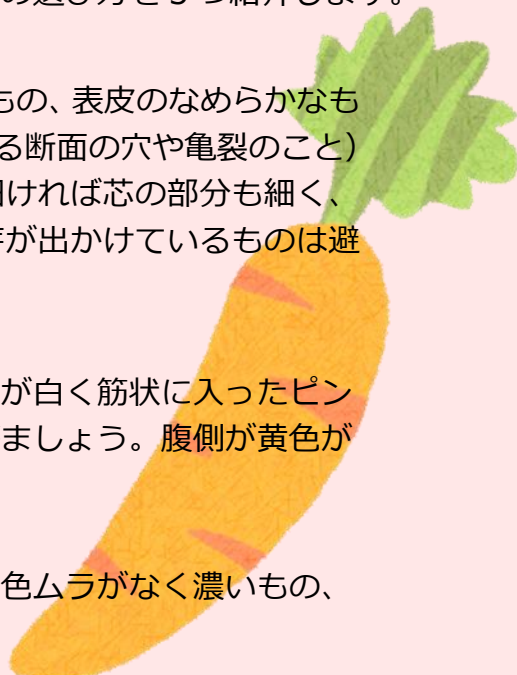 の選び方を3つ紹介します。
もの、表皮のなめらかなも
る断面の穴や亀裂のこと）
ければ芯の部分も細く、
が出かけているものは避
が白く筋状に入ったピン
ましょう。腹側が黄色が
色ムラがなく濃いもの、